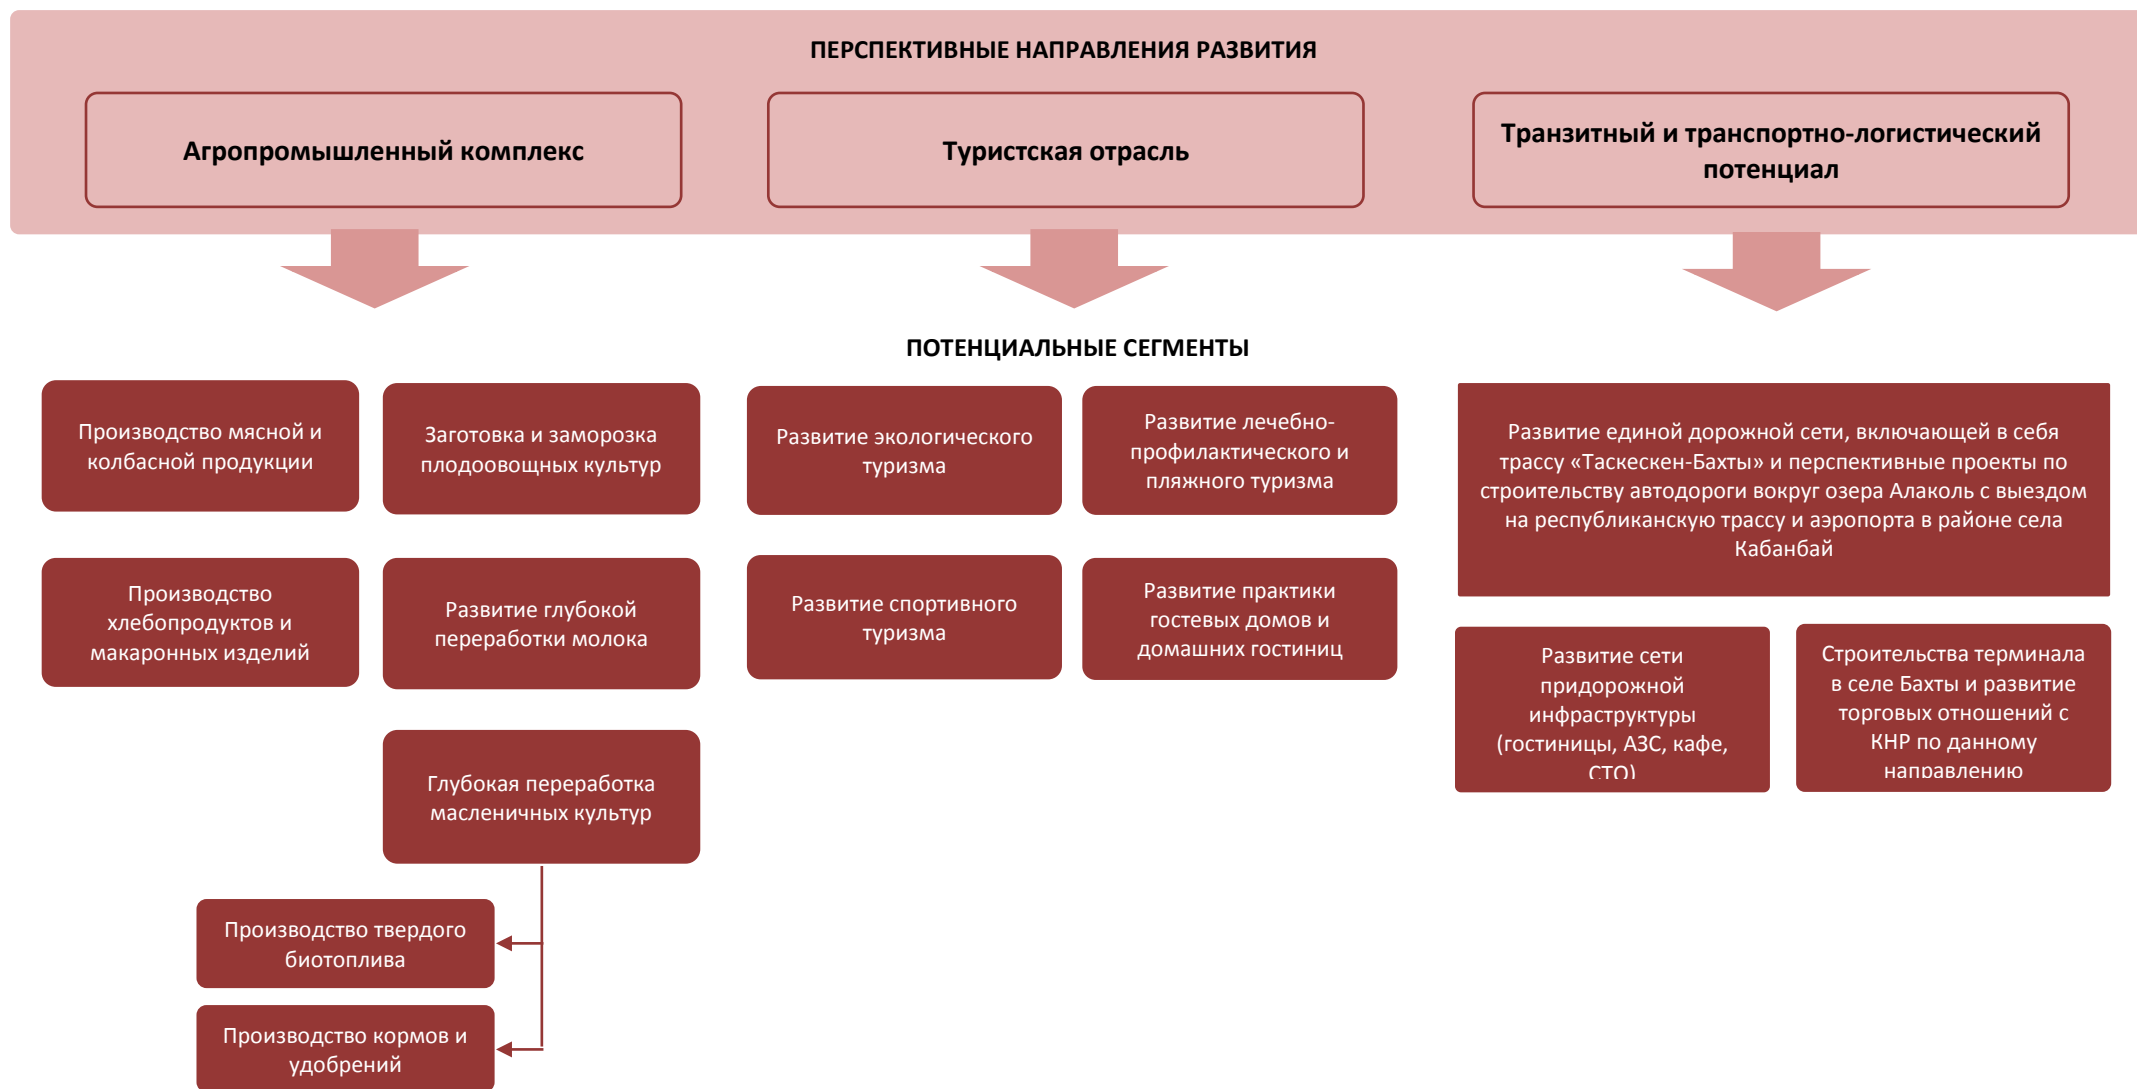 ПЕРСПЕКТИВНЫЕ НАПРАВЛЕНИЯ РАЗВИТИЯ
Агропромышленный комплекс
Туристская отрасль
Транзитный и транспортно-логистический
потенциал
ПОТЕНЦИАЛЬНЫЕ СЕГМЕНТЫ
Производство мясной и
колбасной продукции
Заготовка и заморозка
плодоовощных культур
Производство
хлебопродуктов и
макаронных изделий
Развитие глубокой
переработки молока
Глубокая переработка
масленичных культур
Производство твердого
биотоплива
Производство кормов и
удобрений
Развитие экологического
туризма
Развитие лечебно-
профилактического и
пляжного туризма
Развитие спортивного
туризма
Развитие практики
гостевых домов и
домашних гостиниц
Развитие единой дорожной сети, включающей в себя
трассу «Таскескен-Бахты» и перспективные проекты по
строительству автодороги вокруг озера Алаколь с выездом
на республиканскую трассу и аэропорта в районе села
Кабанбай
Развитие сети
придорожной
инфраструктуры
(гостиницы, АЗС, кафе,
СТО)
Строительства терминала
в селе Бахты и развитие
торговых отношений с
КНР по данному
направлению